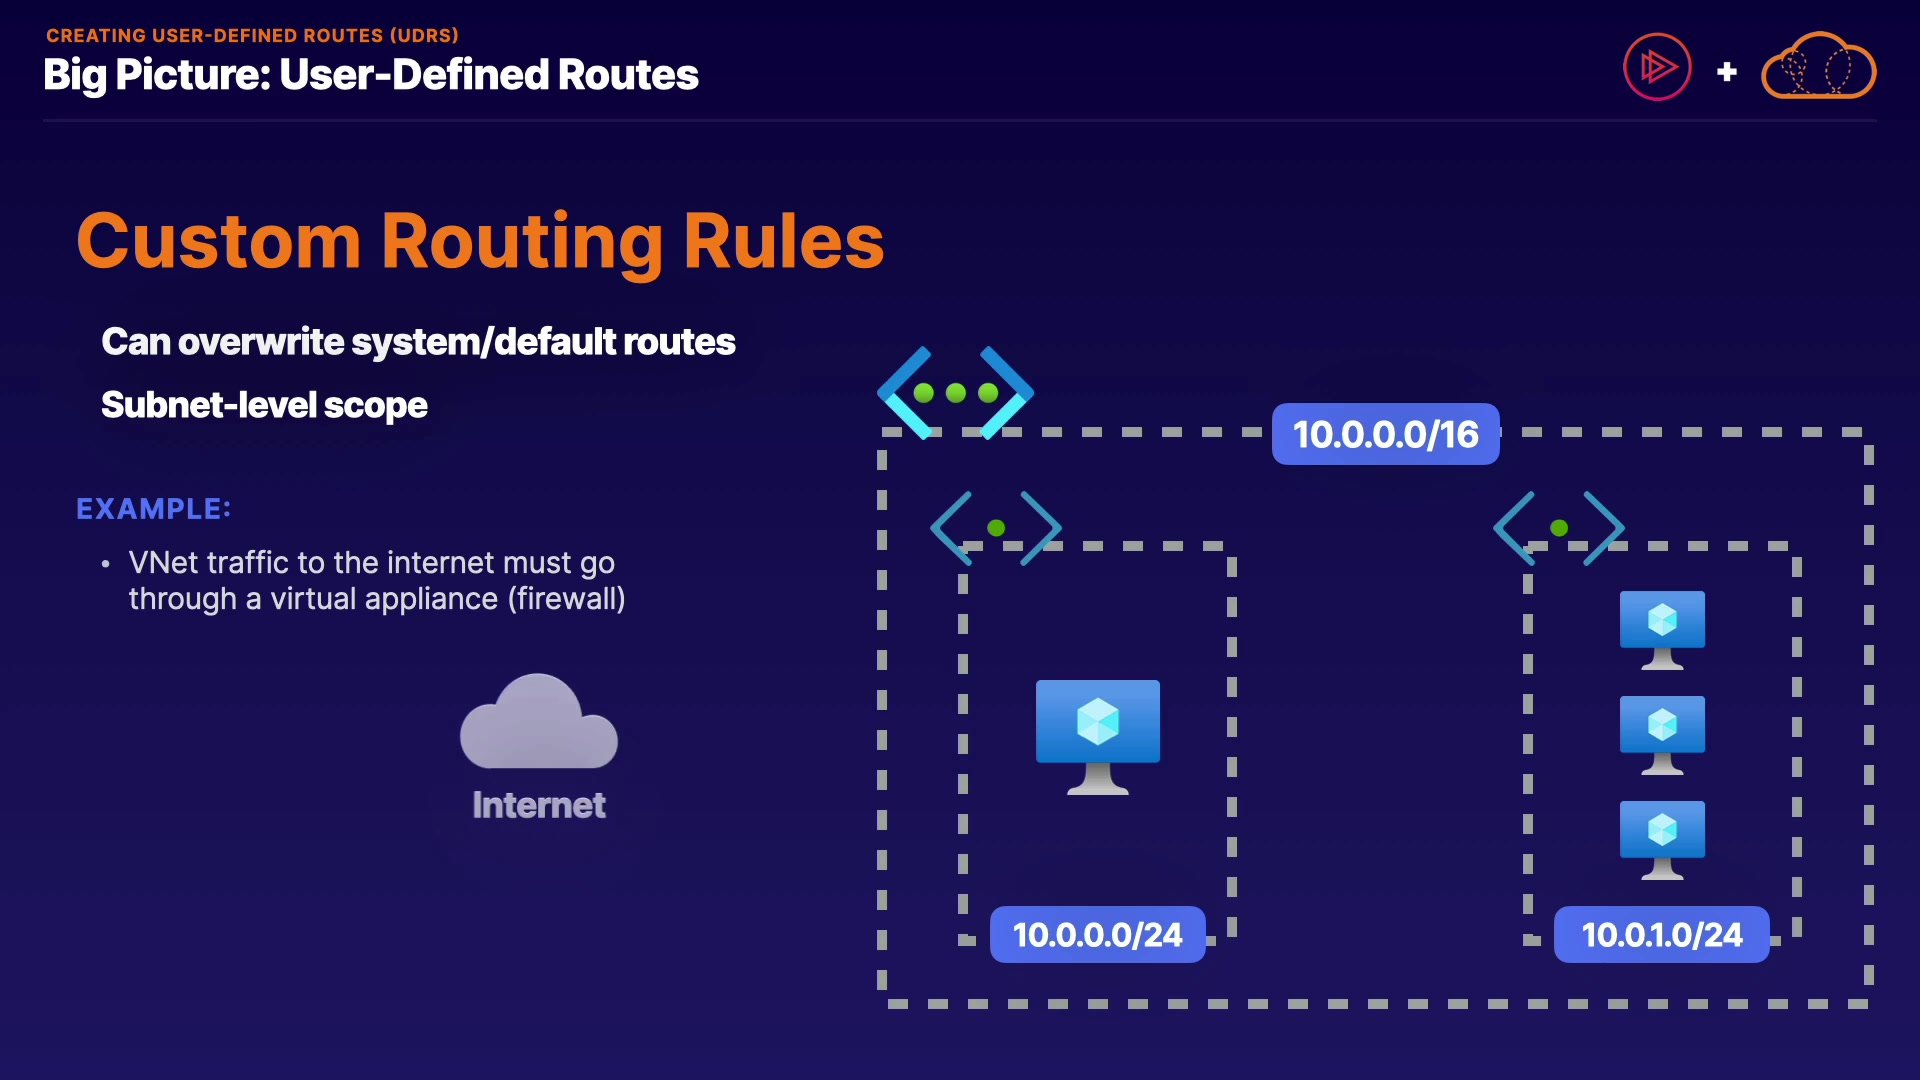 CREATING USER-DEFINED ROUTES (UDRS)
Big Picture: User-Defined Routes
Custom Routing Rules
Can overwrite system/default routes
Subnet-level scope
EXAMPLE:
• VNet traffic to the internet must go
through a virtual appliance (firewall)
Internet
10.0.0.0/16
10.0.0.0/24
10.0.1.0/24